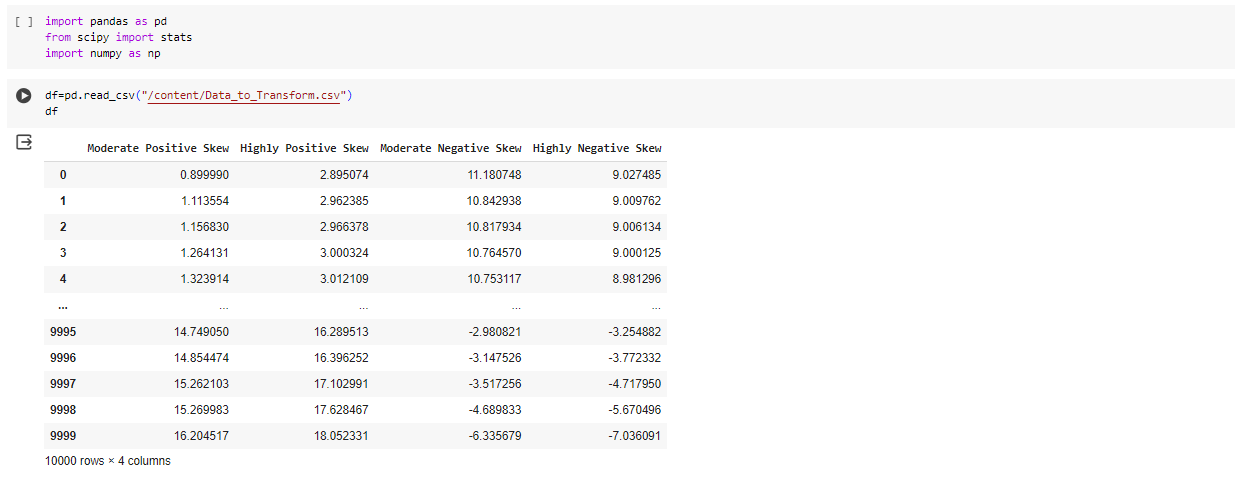 [ ] import pandas as pd
from scipy import stats
import numpy as np
df=pd.read_csv("/content/Data_to_Transform.csv")
df
Moderate Positive Skew Highly Positive Skew Moderate Negative Skew Highly Negative Skew
0 0.899990 2.895074 11.180748 9.027485
1 1.113554 2.962385 10.842938 9.009762
2 1.156830 2.966378 10.817934 9.006134
3 1.264131 3.000324 10.764570 9.000125
4 1.323914 3.012109 10.753117 8.981296
... ... ... ... ...
9995 14.749050 16.289513 -2.980821 -3.254882
9996 14.854474 16.396252 -3.147526 -3.772332
9997 15.262103 17.102991 -3.517256 -4.717950
9998 15.269983 17.628467 -4.689833 -5.670496
9999 16.204517 18.052331 -6.335679 -7.036091
10000 rows × 4 columns